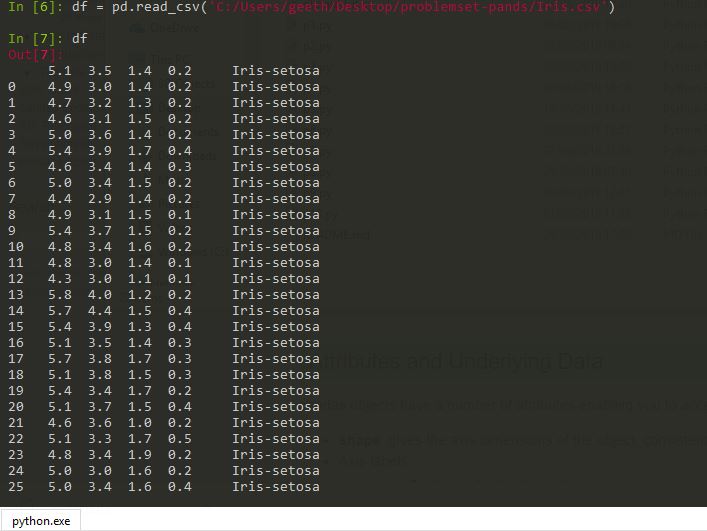 In [6]: df = pd.read_csv('C:/Users/geeth/Desktop/problemset-pands/Iris.csv')
In [7]: df
Out[7]:
5.1 3.5 1.4 0.2 Iris-setosa
0 4.9 3.0 1.4 0.2 Iris-setosa
1 4.7 3.2 1.3 0.2 Iris-setosa
2 4.6 3.1 1.5 0.2 Iris-setosa
3 5.0 3.6 1.4 0.2 Iris-setosa
4 5.4 3.9 1.7 0.4 Iris-setosa
5 4.6 3.4 1.4 0.3 Iris-setosa
6 5.0 3.4 1.5 0.2 Iris-setosa
7 4.4 2.9 1.4 0.2 Iris-setosa
8 4.9 3.1 1.5 0.1 Iris-setosa
9 5.4 3.7 1.5 0.2 Iris-setosa
10 4.8 3.4 1.6 0.2 Iris-setosa
11 4.8 3.0 1.4 0.1 Iris-setosa
12 4.3 3.0 1.1 0.1 Iris-setosa
13 5.8 4.0 1.2 0.2 Iris-setosa
14 5.7 4.4 1.5 0.4 Iris-setosa
15 5.4 3.9 1.3 0.4 Iris-setosa
16 5.1 3.5 1.4 0.3 Iris-setosa
17 5.7 3.8 1.7 0.3 Iris-setosa
18 5.1 3.8 1.5 0.3 Iris-setosa
19 5.4 3.4 1.7 0.2 Iris-setosa
20 5.1 3.7 1.5 0.4 Iris-setosa
21 4.6 3.6 1.0 0.2 Iris-setosa
22 5.1 3.3 1.7 0.5 Iris-setosa
23 4.8 3.4 1.9 0.2 Iris-setosa
24 5.0 3.0 1.6 0.2 Iris-setosa
25 5.0 3.4 1.6 0.4 Iris-setosa
OneDrive
ributes and Underlying Data
python.exe